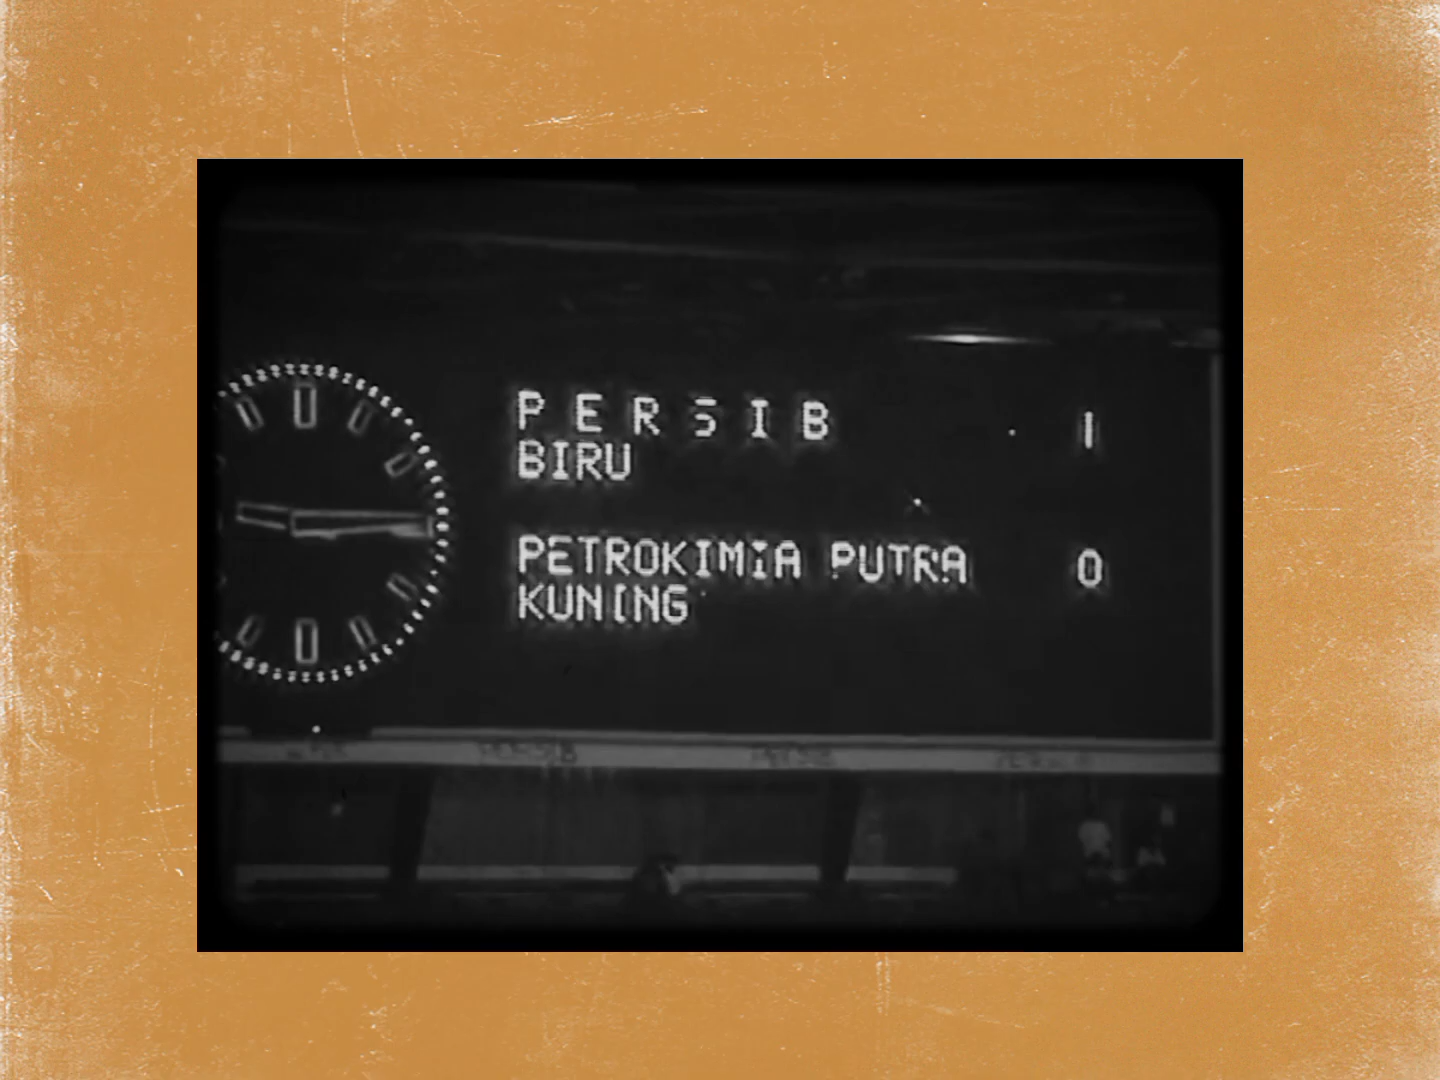 P E R S I B 1
BIRU
PETROKIMIA PUTRA 0
KUNING
PERSIB